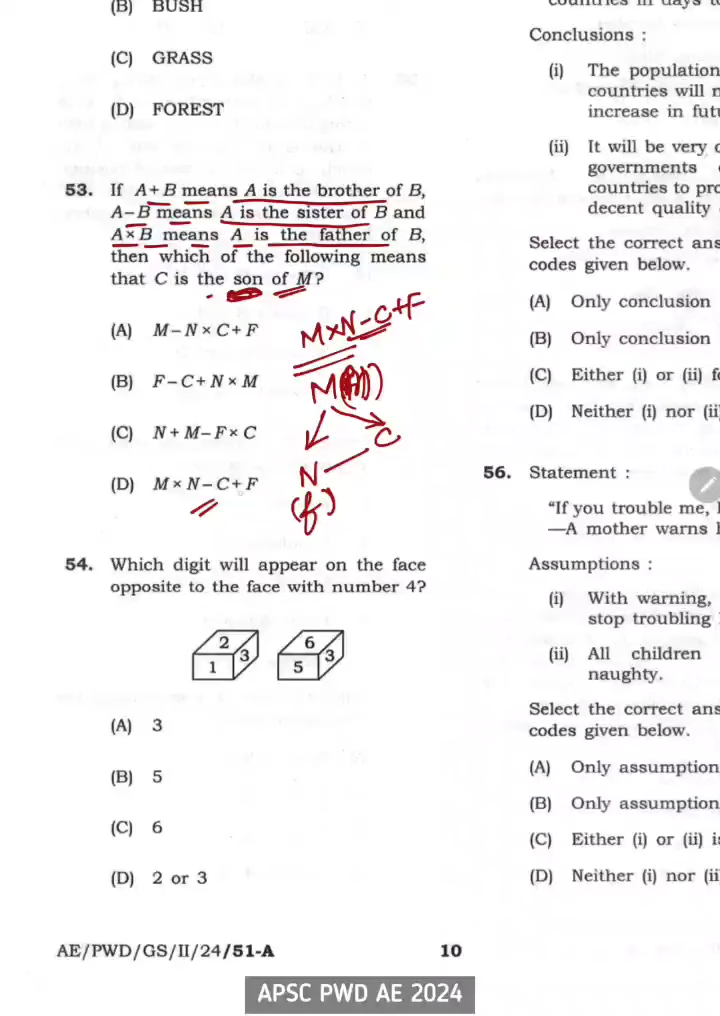 (B) BUSH
(C) GRASS
(D) FOREST
53. If A+B means A is the brother of B,
A–B means A is the sister of B and
A×B means A is the father of B,
then which of the following means
that C is the son of M?
(A) M – N × C + F
(B) F – C + N × M
(C) N + M – F × C
(D) M × N – C + F
M×N–C+F
M
C
N
(f)
54. Which digit will appear on the face
opposite to the face with number 4?
2 3 1
6 3 5
(A) 3
(B) 5
(C) 6
(D) 2 or 3
Conclusions :
(i) The population
countries will
increase in
(ii) It will be very
governments
countries to
decent quality
Select the correct
codes given below.
(A) Only conclusion
(B) Only conclusion
(C) Either (i) or (ii)
(D) Neither (i) nor (ii
56. Statement :
"If you trouble me,
—A mother warns
Assumptions :
(i) With warning,
stop troubling
(ii) All children
naughty.
Select the correct
codes given below.
(A) Only assumption
(B) Only assumption
(C) Either (i) or (ii)
(D) Neither (i) nor (ii
AE/PWD/GS/II/24/51-A
10
APSC PWD AE 2024